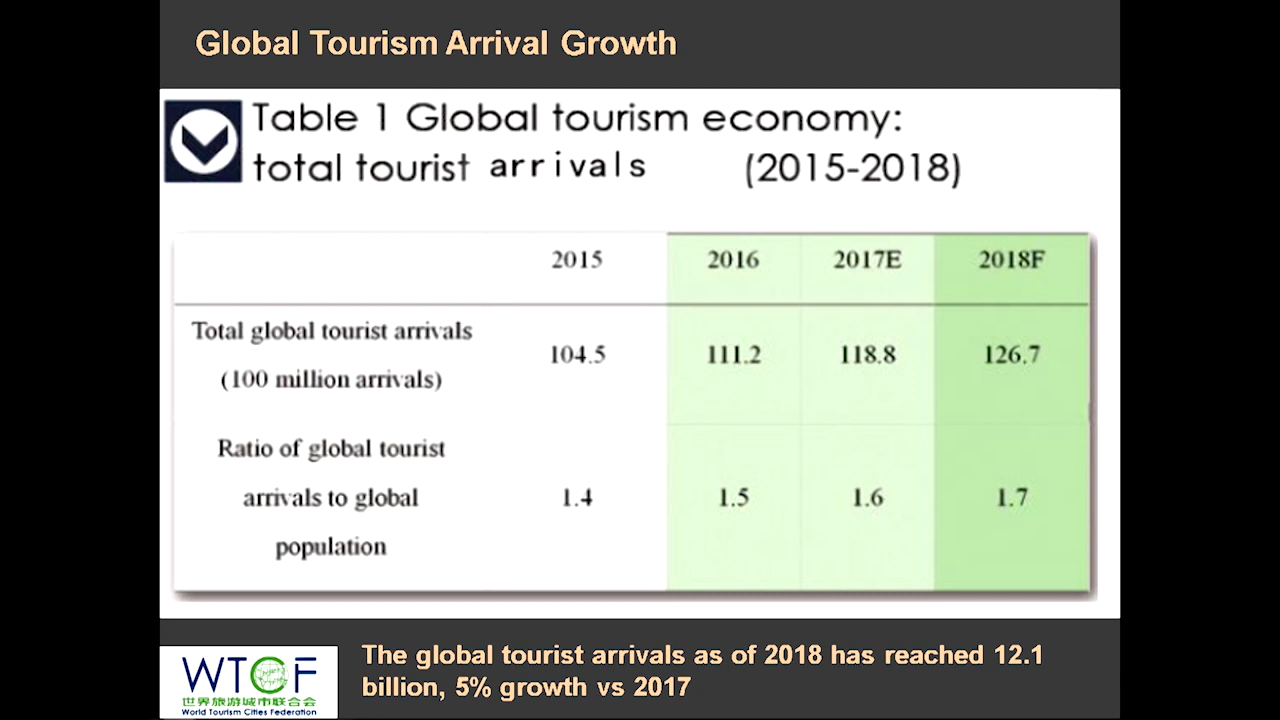 Global Tourism Arrival Growth
Table 1 Global tourism economy:
total tourist arrivals (2015-2018)
2015 2016 2017E 2018F
Total global tourist arrivals
(100 million arrivals)
104.5 111.2 118.8 126.7
Ratio of global tourist
arrivals to global
population
1.4 1.5 1.6 1.7
The global tourist arrivals as of 2018 has reached 12.1
billion, 5% growth vs 2017
WTCF
世界旅游城市联合会
World Tourism Cities Federation